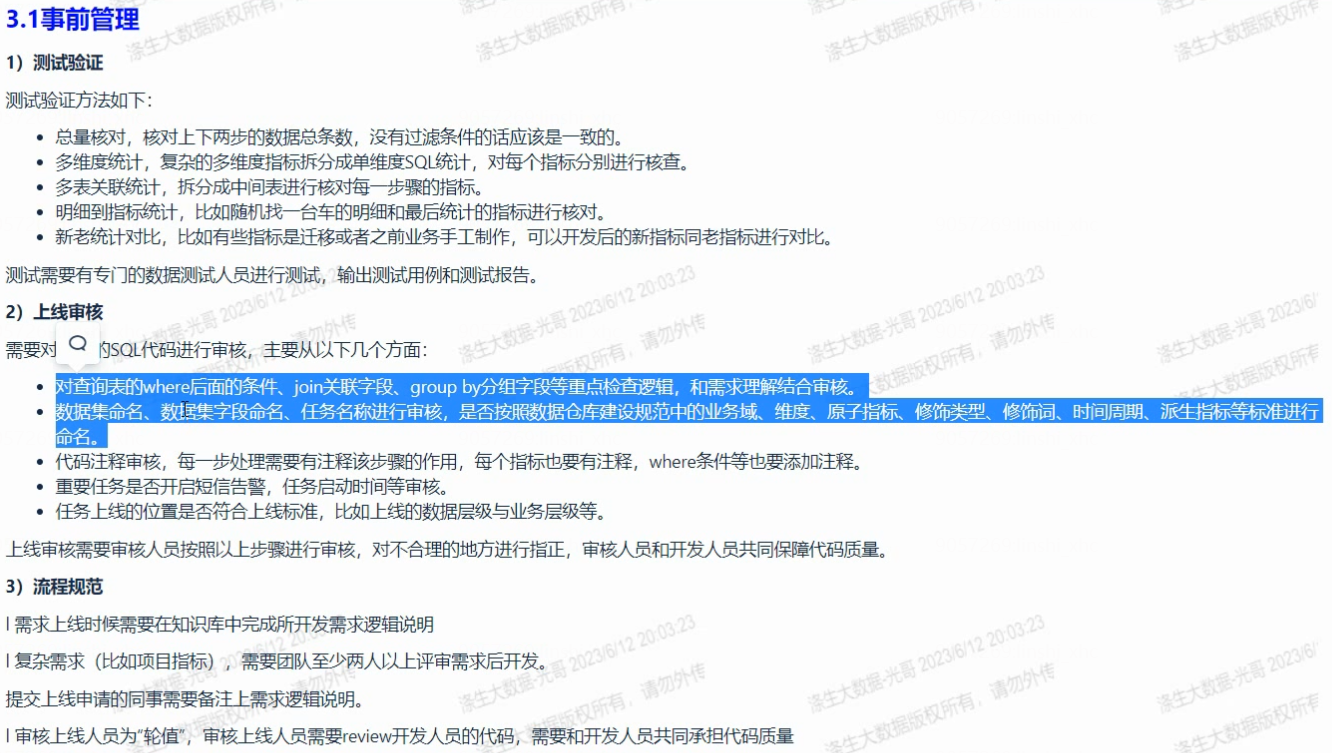 3.1事前管理
1）测试验证
测试验证方法如下：
总量核对，核对上下两步的数据总条数，没有过滤条件的话应该是一致的。
多维度统计，复杂的多维度指标拆分成单维度SQL统计，对每个指标分别进行核查。
多表关联统计，拆分成中间表进行核对每一步骤的指标。
明细到指标统计，比如随机找一台车的明细和最后统计的指标进行核对。
新老统计对比，比如有些指标是迁移或者之前业务手工制作，可以开发后的新指标同老指标进行对比。
测试需要有专门的数据测试人员进行测试，输出测试用例和测试报告。
2）上线审核
需要对 的SQL代码进行审核，主要从以下几个方面：
对查询表的where后面的条件、join关联字段、group by分组字段等重点检查逻辑，和需求理解结合审核。
数据集命名、数据集字段命名、任务名称进行审核，是否按照数据仓库建设规范中的业务域、维度、原子指标、修饰类型、修饰词、时间周期、派生指标等标准进行
命名。
代码注释审核，每一步处理需要有注释该步骤的作用，每个指标也要有注释，where条件等也要添加注释。
重要任务是否开启短信告警，任务启动时间等审核。
任务上线的位置是否符合上线标准，比如上线的数据层级与业务层级等。
上线审核需要审核人员按照以上步骤进行审核，对不合理的地方进行指正，审核人员和开发人员共同保障代码质量。
3）流程规范
l 需求上线时候需要在知识库中完成所开发需求逻辑说明
l 复杂需求（比如项目指标），需要团队至少两人以上评审需求后开发。
提交上线申请的同事需要备注上需求逻辑说明。
l 审核上线人员为“轮值”，审核上线人员需要review开发人员的代码，需要和开发人员共同承担代码质量
涤生大数据-光哥 2023/6/12 20:03:23
涤生大数据版权所有，请勿外传